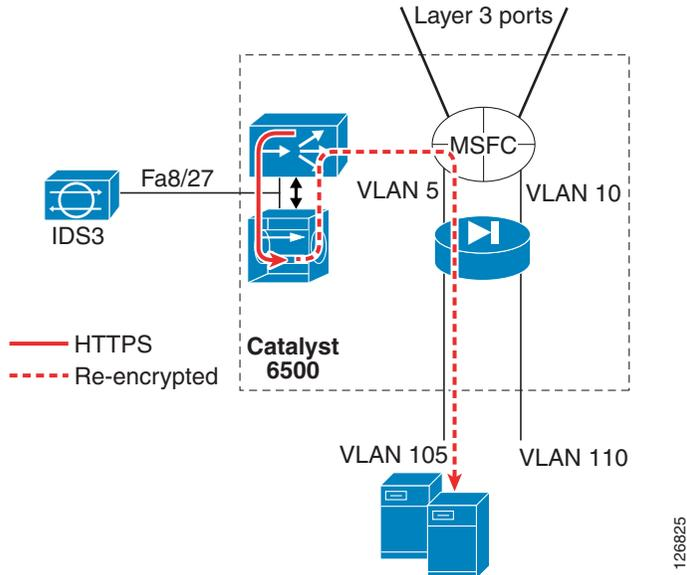 Layer 3 ports
MSFC
Fa8/27
VLAN 5
VLAN 10
IDS3
HTTPS
Re-encrypted
Catalyst
6500
VLAN 105
VLAN 110
126825